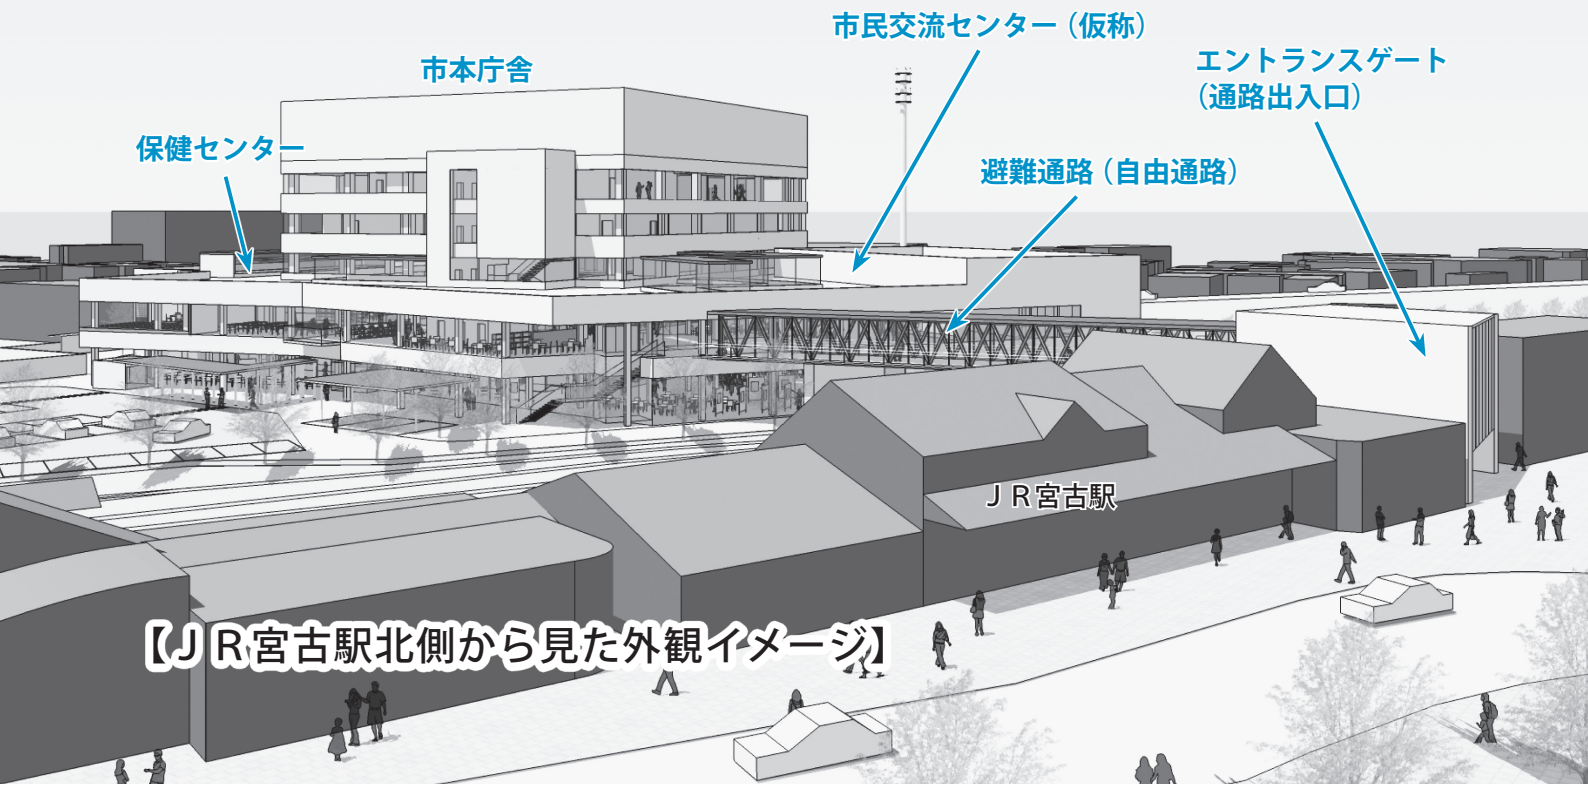 市民交流センター（仮称）
エントランスゲート
（通路出入口）
市本庁舎
保健センター
避難通路（自由通路）
ＪＲ宮古駅
【ＪＲ宮古駅北側から見た外観イメージ】